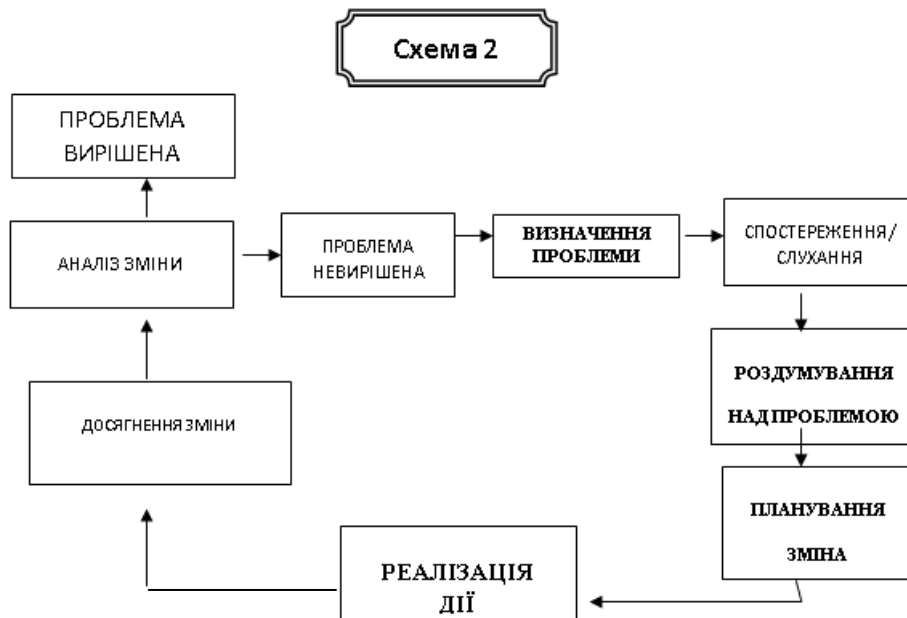 Схема 2
ПРОБЛЕМА
ВИРІШЕНА
АНАЛІЗ ЗМІНИ
ПРОБЛЕМА
НЕВИРІШЕНА
ВИЗНАЧЕННЯ
ПРОБЛЕМИ
СПОСТЕРЕЖЕННЯ/
СЛУХАННЯ
РОЗДУМУВАННЯ
НАД ПРОБЛЕМОЮ
ДОСЯГНЕННЯ ЗМІНИ
ПЛАНУВАННЯ
ЗМІНА
РЕАЛІЗАЦІЯ
ДІЇ